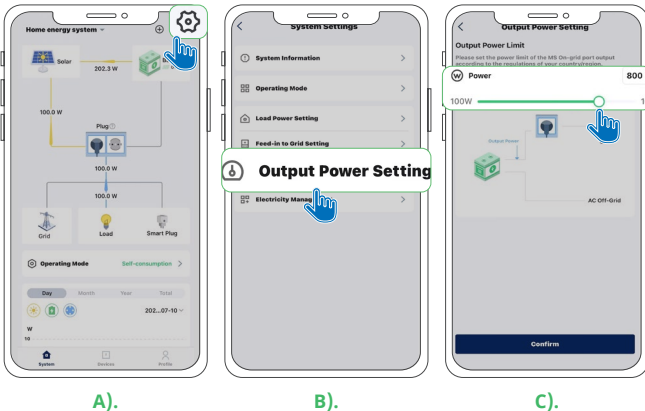 Home energy system
Solar
202.3 W
100.0 W
Plug
100.0 W
100.0 W
Grid
Load
Smart Plug
Operating Mode
Self-consumption >
Day
Month
Year
Total
202...07-10
W
10
System
Devices
Profile
A).
System Settings
System Information
Operating Mode
Load Power Setting
Feed-in to Grid Setting
Output Power Setting
Electricity
B).
Output Power Setting
Output Power Limit
Please set the power limit of the MS On-grid port output
according to the regulations of your country/region.
Power
800
100W
Output Power
AC Off-Grid
Confirm
C).